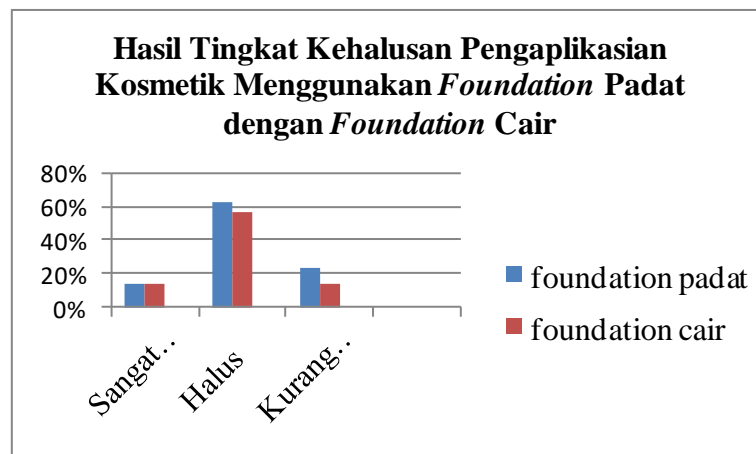 Hasil Tingkat Kehalusan Pengaplikasian
Kosmetik Menggunakan Foundation Padat
dengan Foundation Cair
80%
60%
40%
20%
0%
Sangat..
Halus
Kurang..
foundation padat
foundation cair